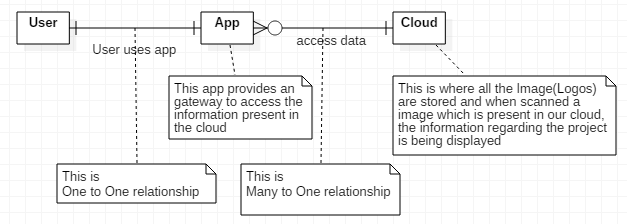 User
App
Cloud
User uses app
access data
This app provides an
gateway to access the
information present in
the cloud
This is where all the Image(Logos)
are stored and when scanned a
image which is present in our cloud,
the information regarding the project
is being displayed
This is
One to One relationship
This is
Many to One relationship